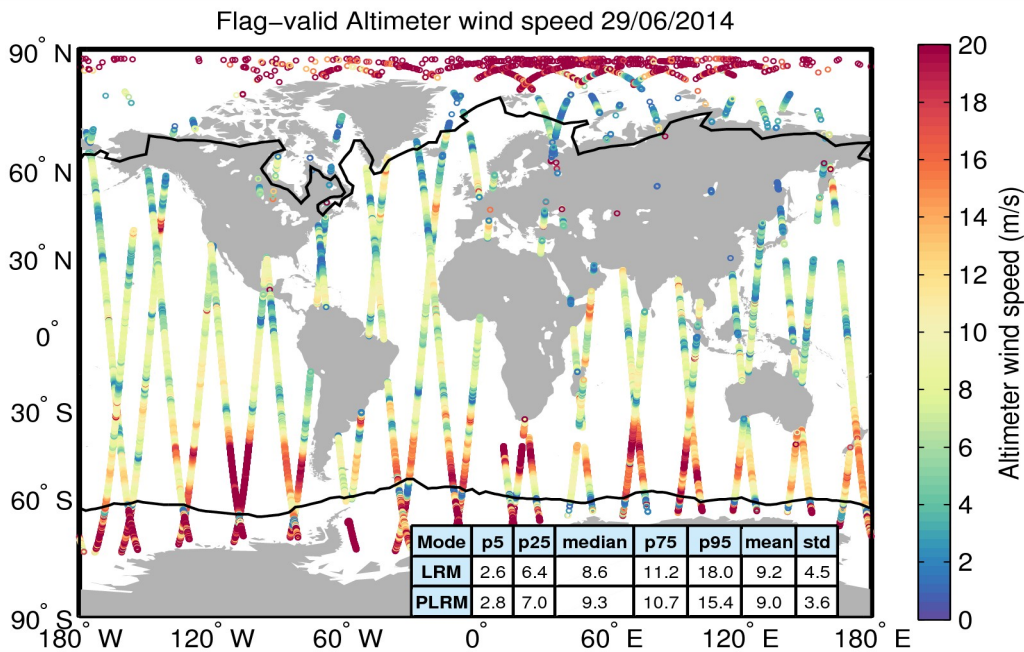 Flag−valid Altimeter wind speed 29/06/2014
90° N
60° N
30° N
0°
30° S
60° S
90° S
180° W
120° W
60° W
0°
60° E
120° E
180° E
Mode p5 p25 median p75 p95 mean std
LRM 2.6 6.4 8.6 11.2 18.0 9.2 4.5
PLRM 2.8 7.0 9.3 10.7 15.4 9.0 3.6
20
18
16
14
12
10
8
6
4
2
0
Altimeter wind speed (m/s)